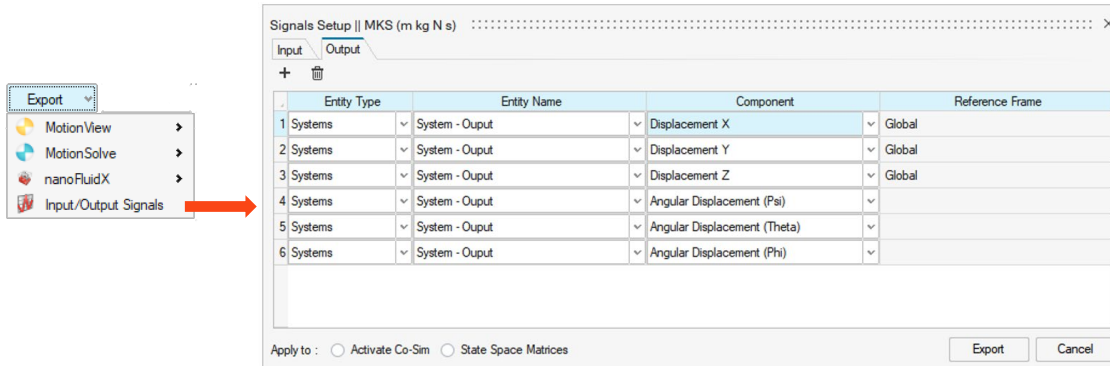 Signals Setup || MKS (m kg N s)
Input Output
Entity Type Entity Name Component Reference Frame
1 Systems System - Ouput Displacement X Global
2 Systems System - Ouput Displacement Y Global
3 Systems System - Ouput Displacement Z Global
4 Systems System - Ouput Angular Displacement (Psi)
5 Systems System - Ouput Angular Displacement (Theta)
6 Systems System - Ouput Angular Displacement (Phi)
Apply to : Activate Co-Sim State Space Matrices Export Cancel
Export
MotionView
MotionSolve
nanoFluidX
Input/Output Signals